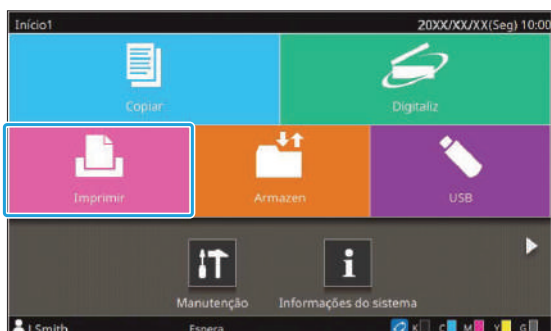 Início1 20XX/XX/XX(Seg) 10:00
Copiar Digitaliz
Imprimir Armazen USB
Manutenção Informações do sistema
J.Smith Espera K C M Y G